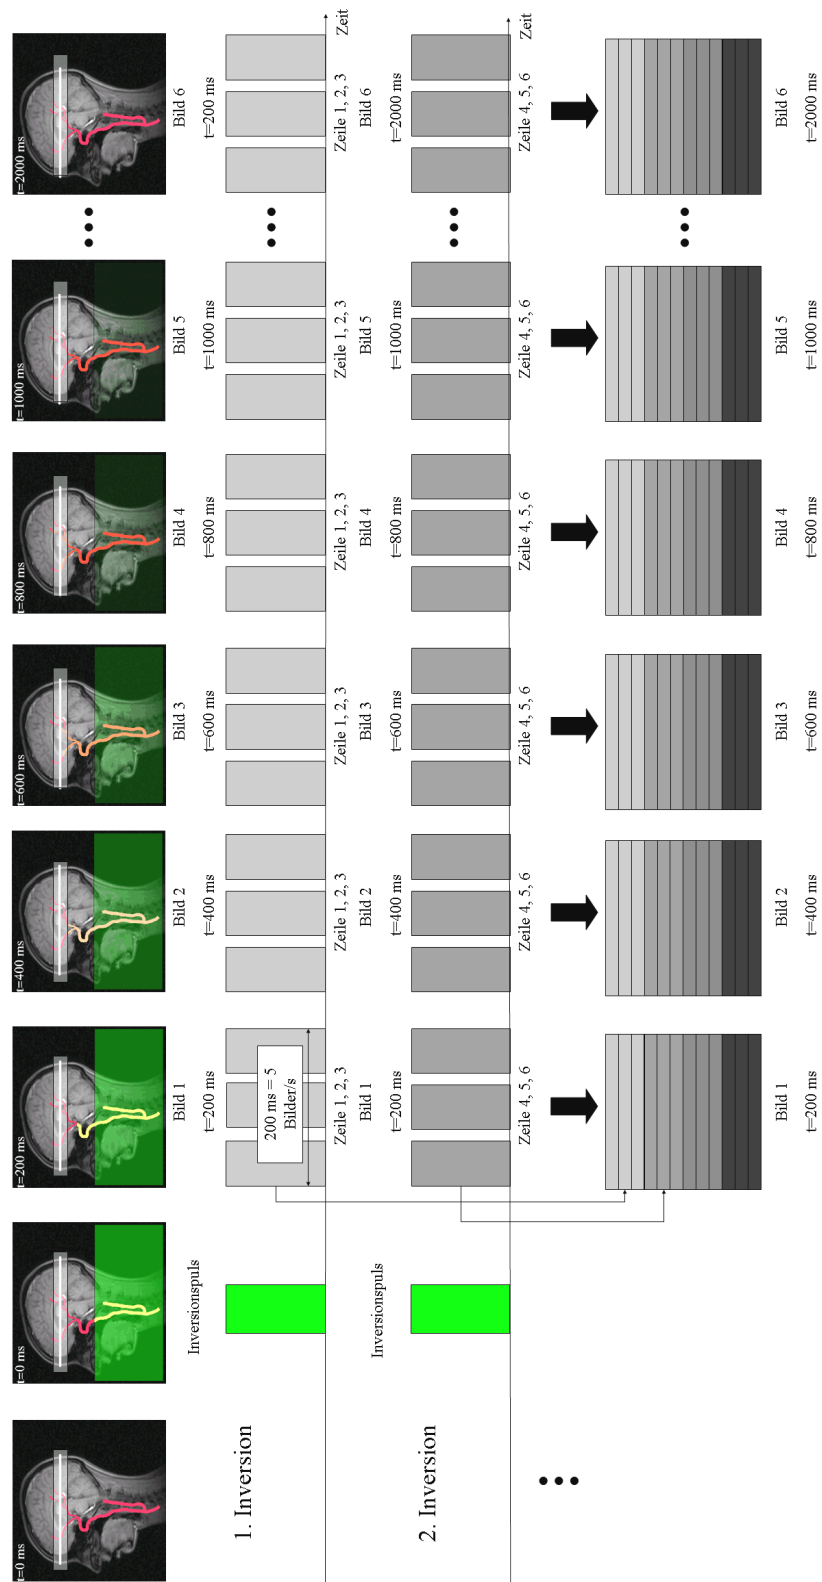 t=0 ms
t=0 ms
t=200 ms
t=400 ms
t=600 ms
t=800 ms
t=1000 ms
t=2000 ms
Inversionspuls
Bild 1
t=200 ms
Bild 2
t=400 ms
Bild 3
t=600 ms
Bild 4
t=800 ms
Bild 5
t=1000 ms
Bild 6
t=200 ms
1. Inversion
200 ms = 5
Bilder/s
Zeit
Zeile 1, 2, 3
Zeile 1, 2, 3
Zeile 1, 2, 3
Zeile 1, 2, 3
Zeile 1, 2, 3
Zeile 1, 2, 3
Inversionspuls
Bild 1
t=200 ms
Bild 2
t=400 ms
Bild 3
t=600 ms
Bild 4
t=800 ms
Bild 5
t=1000 ms
Bild 6
t=2000 ms
2. Inversion
Zeit
Zeile 4, 5, 6
Zeile 4, 5, 6
Zeile 4, 5, 6
Zeile 4, 5, 6
Zeile 4, 5, 6
Zeile 4, 5, 6
Bild 1
t=200 ms
Bild 2
t=400 ms
Bild 3
t=600 ms
Bild 4
t=800 ms
Bild 5
t=1000 ms
Bild 6
t=2000 ms